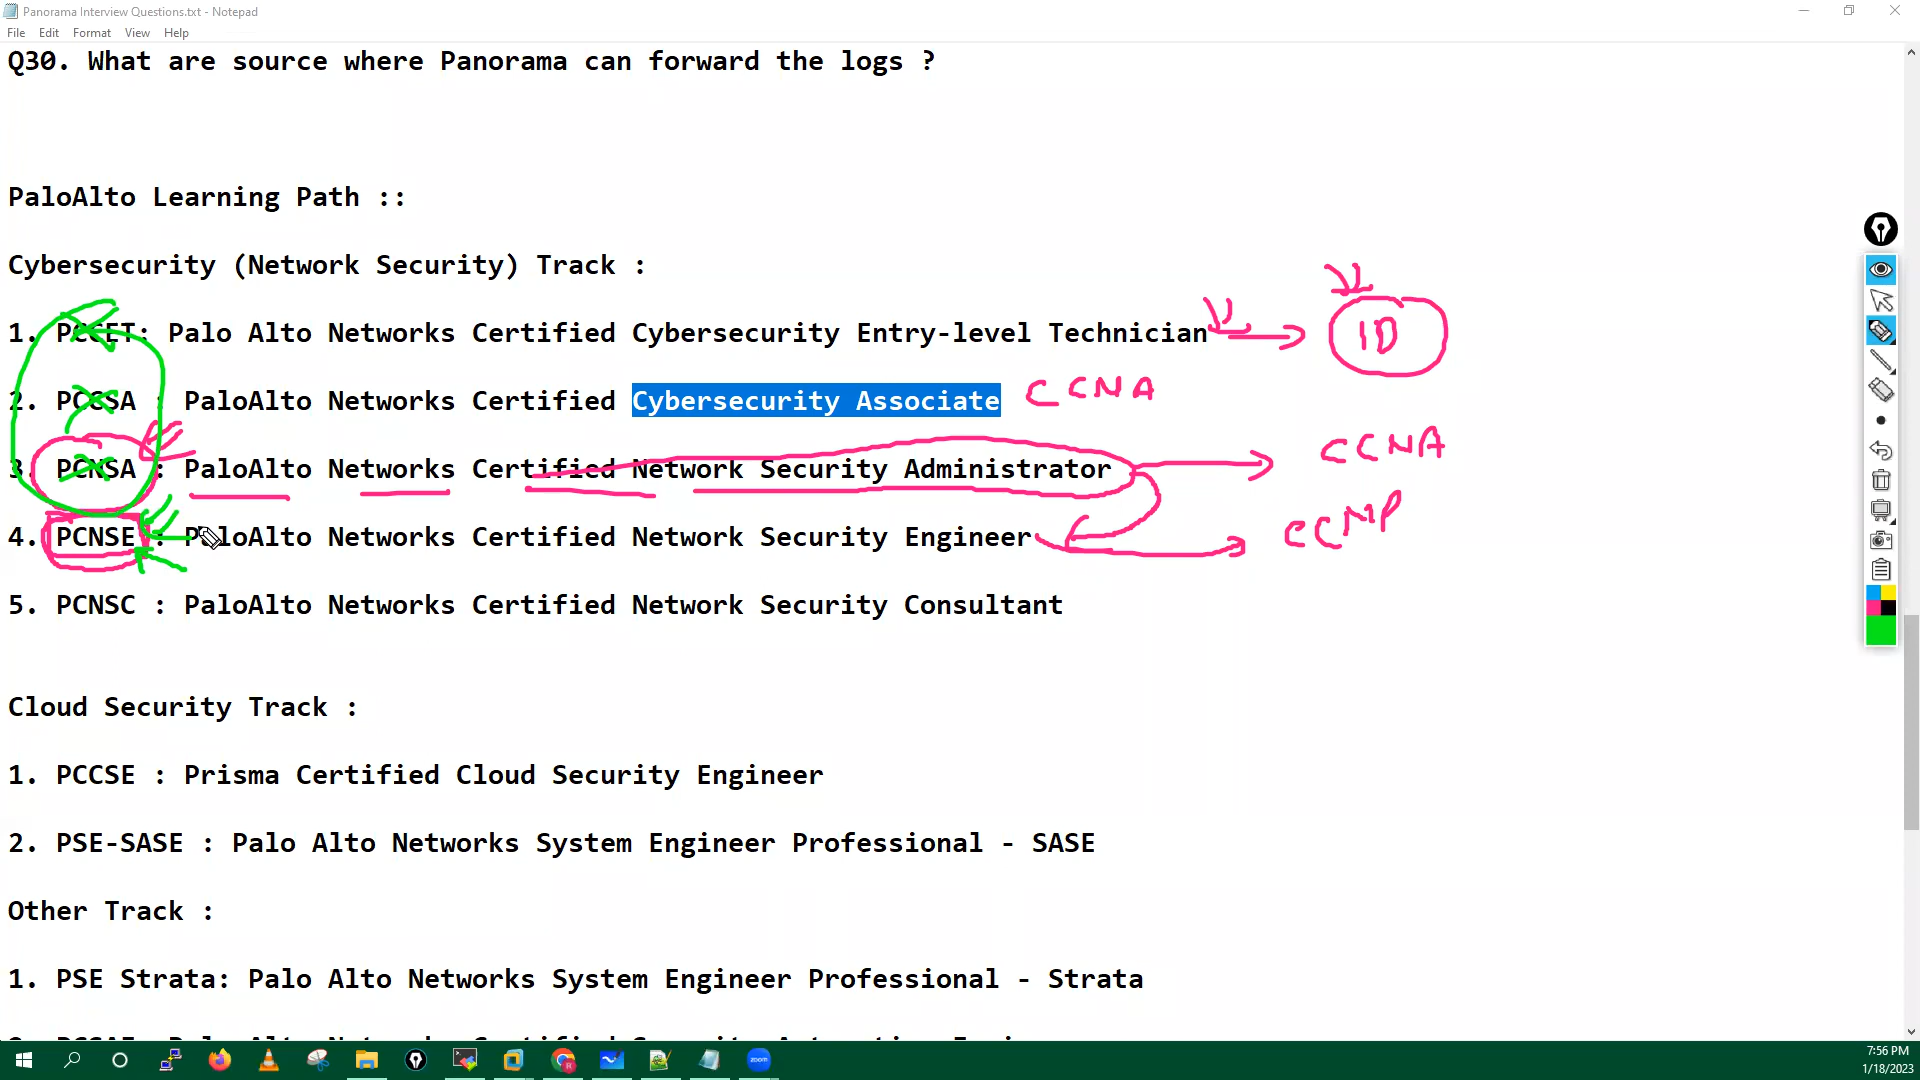 Panorama Interview Questions.txt - Notepad
File Edit Format View Help
Q30. What are source where Panorama can forward the logs ?
PaloAlto Learning Path ::
Cybersecurity (Network Security) Track :
1. PCCET: Palo Alto Networks Certified Cybersecurity Entry-level Technician
1D
2. PCCSA : PaloAlto Networks Certified Cybersecurity Associate CCNA
3. PCNSA : PaloAlto Networks Certified Network Security Administrator CCNA
4. PCNSE : PaloAlto Networks Certified Network Security Engineer CCMP
5. PCNSC : PaloAlto Networks Certified Network Security Consultant
Cloud Security Track :
1. PCCSE : Prisma Certified Cloud Security Engineer
2. PSE-SASE : Palo Alto Networks System Engineer Professional - SASE
Other Track :
1. PSE Strata: Palo Alto Networks System Engineer Professional - Strata
zoom
7:56 PM
1/18/2023